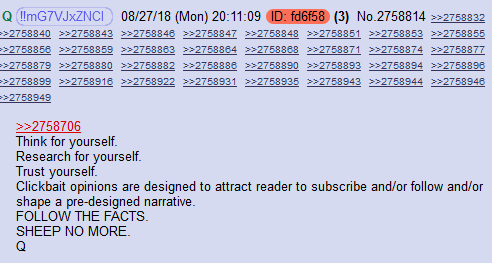 Q !!mG7VJxZNCI 08/27/18 (Mon) 20:11:09 ID: fd6f58 (3) No.2758814 >>2758832
>>2758840 >>2758843 >>2758846 >>2758847 >>2758848 >>2758851 >>2758853 >>2758855
>>2758856 >>2758859 >>2758863 >>2758864 >>2758868 >>2758871 >>2758874 >>2758876
>>2758879 >>2758880 >>2758882 >>2758886 >>2758890 >>2758893 >>2758894 >>2758896
>>2758899 >>2758916 >>2758922 >>2758931 >>2758935 >>2758943 >>2758944 >>2758946
>>2758949
>>2758706
Think for yourself.
Research for yourself.
Trust yourself.
Clickbait opinions are designed to attract reader to subscribe and/or follow and/or
shape a pre-designed narrative.
FOLLOW THE FACTS.
SHEEP NO MORE.
Q